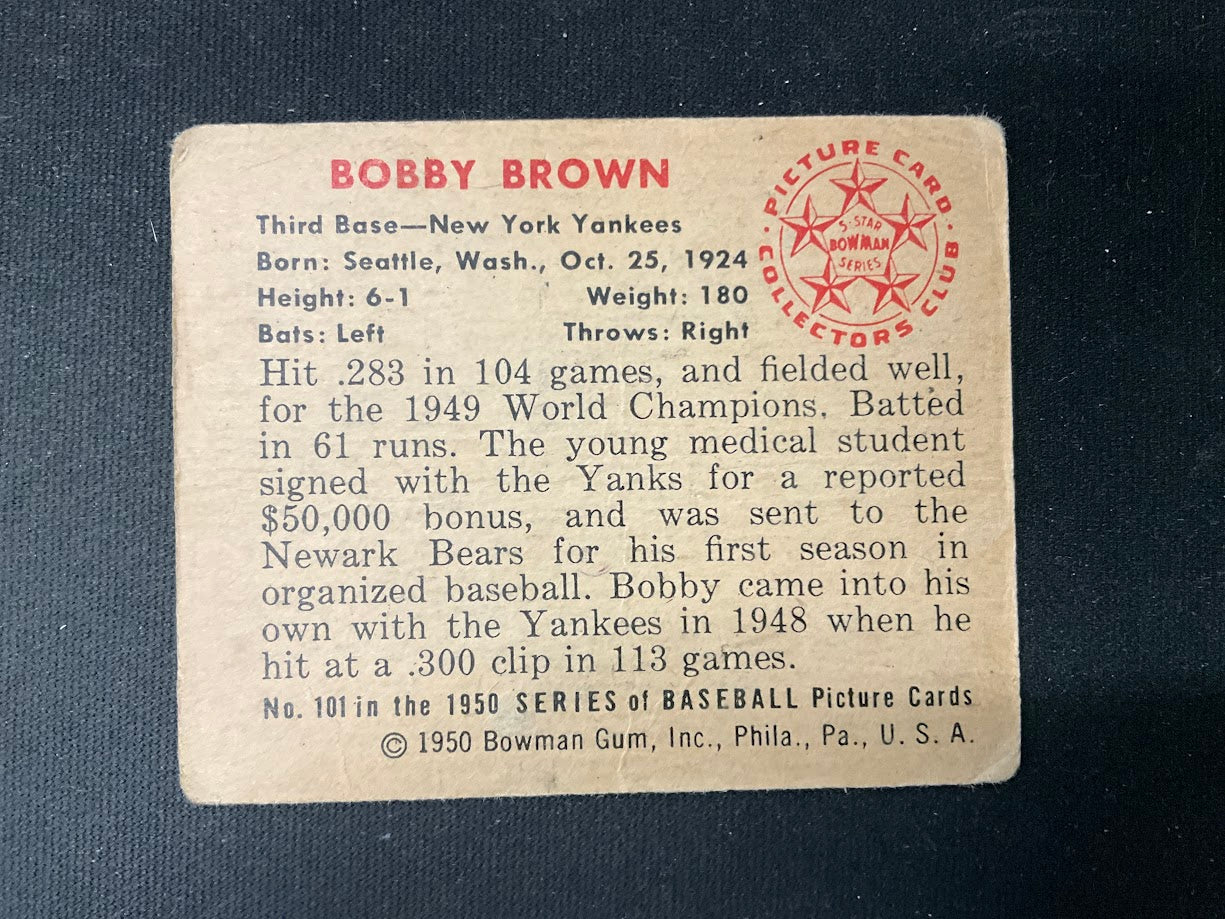 BOBBY BROWN
Third Base—New York Yankees
Born: Seattle, Wash., Oct. 25, 1924
Height: 6-1 Weight: 180
Bats: Left Throws: Right
PICTURE CARD
COLLECTORS CLUB
5-STAR
BOWMAN
SERIES
Hit .283 in 104 games, and fielded well,
for the 1949 World Champions. Batted
in 61 runs. The young medical student
signed with the Yanks for a reported
$50,000 bonus, and was sent to the
Newark Bears for his first season in
organized baseball. Bobby came into his
own with the Yankees in 1948 when he
hit at a .300 clip in 113 games.
No. 101 in the 1950 SERIES of BASEBALL Picture Cards
© 1950 Bowman Gum, Inc., Phila., Pa., U. S. A.